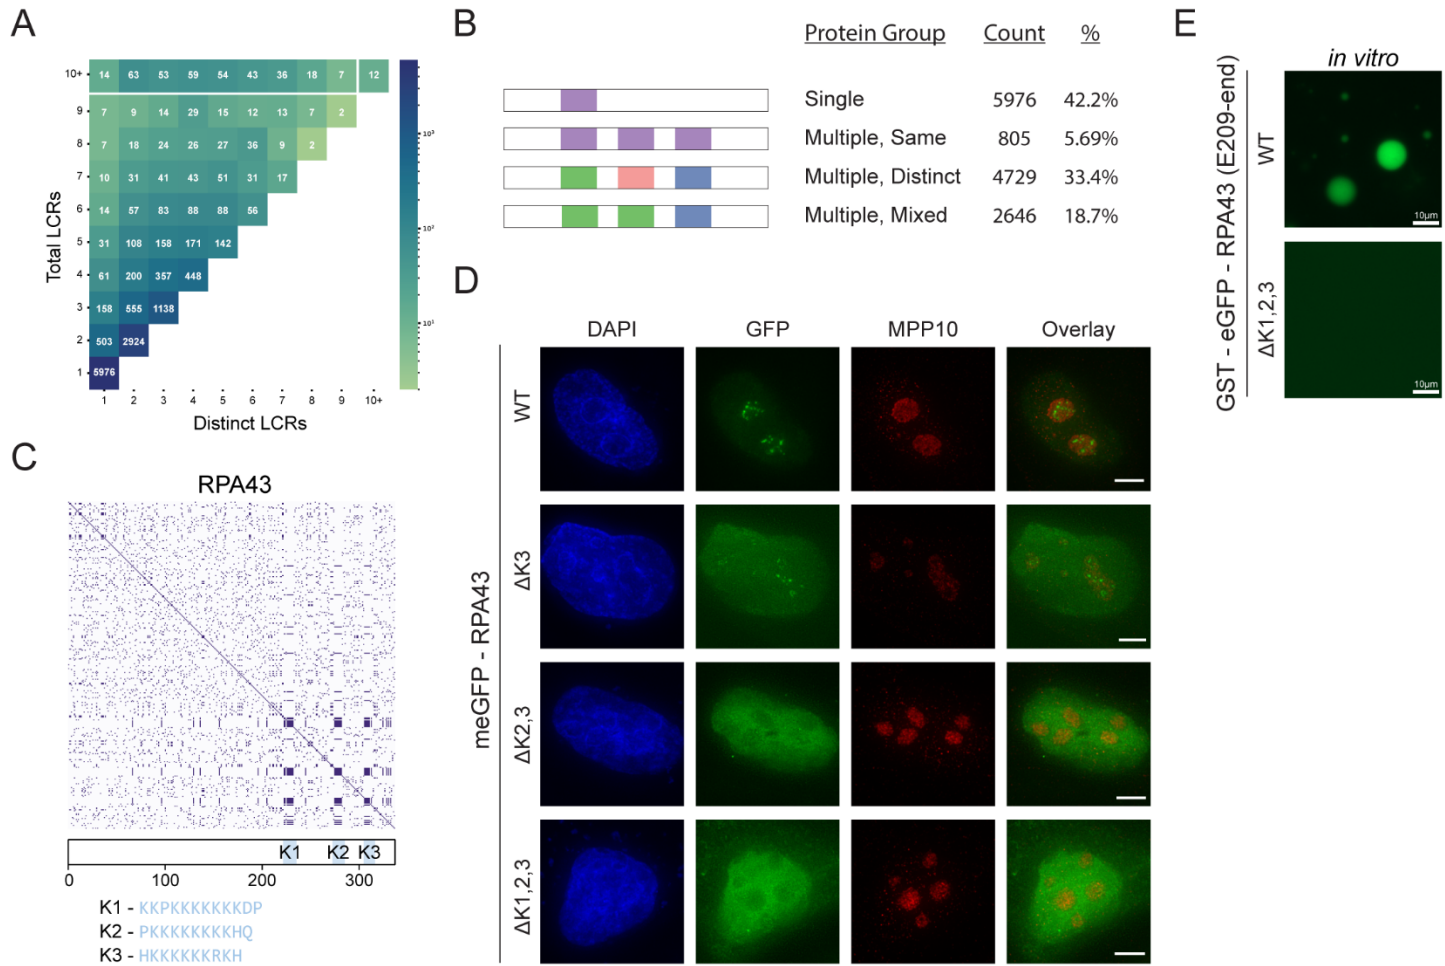 A
Total LCRs
10+ 14 63 53 59 54 43 36 18 7 12
9 7 9 14 29 15 12 13 7 2
8 7 18 24 26 27 36 9 2
7 10 31 41 43 51 31 17
6 14 57 83 88 88 56
5 31 108 158 171 142
4 61 200 357 448
3 158 555 1138
2 503 2924
1 5976
1 2 3 4 5 6 7 8 9 10+
Distinct LCRs
10³
10²
10¹
B
Protein Group Count %
Single 5976 42.2%
Multiple, Same 805 5.69%
Multiple, Distinct 4729 33.4%
Multiple, Mixed 2646 18.7%
C
RPA43
K1 K2 K3
0 100 200 300
K1 - KKPKKKKKKKDP
K2 - PKKKKKKKKHQ
K3 - HKKKKKKRKH
D
DAPI GFP MPP10 Overlay
meGFP - RPA43
WT
ΔK3
ΔK2,3
ΔK1,2,3
E
in vitro
GST - eGFP - RPA43 (E209-end)
WT
10μm
ΔK1,2,3
10μm